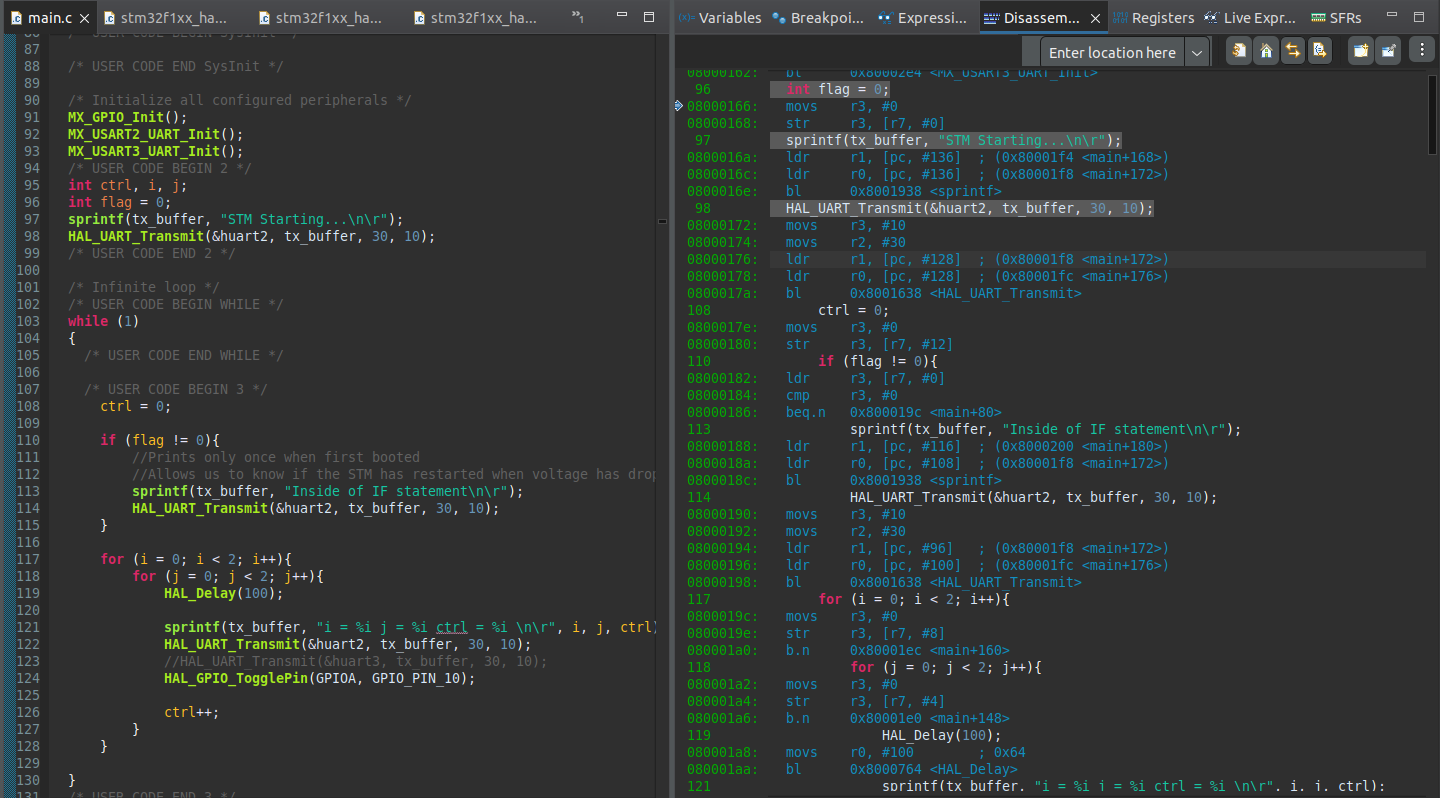 main.c
stm32f1xx_ha...
stm32f1xx_ha...
stm32f1xx_ha...
»1
86 /* USER CODE BEGIN SysInit */
87
88 /* USER CODE END SysInit */
89
90 /* Initialize all configured peripherals */
91 MX_GPIO_Init();
92 MX_USART2_UART_Init();
93 MX_USART3_UART_Init();
94 /* USER CODE BEGIN 2 */
95 int ctrl, i, j;
96 int flag = 0;
97 sprintf(tx_buffer, "STM Starting...\n\r");
98 HAL_UART_Transmit(&huart2, tx_buffer, 30, 10);
99 /* USER CODE END 2 */
100
101 /* Infinite loop */
102 /* USER CODE BEGIN WHILE */
103 while (1)
104 {
105 /* USER CODE END WHILE */
106
107 /* USER CODE BEGIN 3 */
108 ctrl = 0;
109
110 if (flag != 0){
111 //Prints only once when first booted
112 //Allows us to know if the STM has restarted when voltage has drop
113 sprintf(tx_buffer, "Inside of IF statement\n\r");
114 HAL_UART_Transmit(&huart2, tx_buffer, 30, 10);
115 }
116
117 for (i = 0; i < 2; i++){
118 for (j = 0; j < 2; j++){
119 HAL_Delay(100);
120
121 sprintf(tx_buffer, "i = %i j = %i ctrl = %i \n\r", i, j, ctrl)
122 HAL_UART_Transmit(&huart2, tx_buffer, 30, 10);
123 //HAL_UART_Transmit(&huart3, tx_buffer, 30, 10);
124 HAL_GPIO_TogglePin(GPIOA, GPIO_PIN_10);
125
126 ctrl++;
127 }
128 }
129
130 }
131 /* USER CODE END 3 */
Variables
Breakpoi...
Expressi...
Disassem...
Registers
Live Expr...
SFRs
Enter location here
08000162: bl 0x80002e4 <MX_USART3_UART_Init>
96 int flag = 0;
08000166: movs r3, #0
08000168: str r3, [r7, #0]
97 sprintf(tx_buffer, "STM Starting...\n\r");
0800016a: ldr r1, [pc, #136] ; (0x80001f4 <main+168>)
0800016c: ldr r0, [pc, #136] ; (0x80001f8 <main+172>)
0800016e: bl 0x8001938 <sprintf>
98 HAL_UART_Transmit(&huart2, tx_buffer, 30, 10);
08000172: movs r3, #10
08000174: movs r2, #30
08000176: ldr r1, [pc, #128] ; (0x80001f8 <main+172>)
08000178: ldr r0, [pc, #128] ; (0x80001fc <main+176>)
0800017a: bl 0x8001638 <HAL_UART_Transmit>
108 ctrl = 0;
0800017e: movs r3, #0
08000180: str r3, [r7, #12]
110 if (flag != 0){
08000182: ldr r3, [r7, #0]
08000184: cmp r3, #0
08000186: beq.n 0x800019c <main+80>
113 sprintf(tx_buffer, "Inside of IF statement\n\r");
08000188: ldr r1, [pc, #116] ; (0x8000200 <main+180>)
0800018a: ldr r0, [pc, #108] ; (0x80001f8 <main+172>)
0800018c: bl 0x8001938 <sprintf>
114 HAL_UART_Transmit(&huart2, tx_buffer, 30, 10);
08000190: movs r3, #10
08000192: movs r2, #30
08000194: ldr r1, [pc, #96] ; (0x80001f8 <main+172>)
08000196: ldr r0, [pc, #100] ; (0x80001fc <main+176>)
08000198: bl 0x8001638 <HAL_UART_Transmit>
117 for (i = 0; i < 2; i++){
0800019c: movs r3, #0
0800019e: str r3, [r7, #8]
080001a0: b.n 0x80001ec <main+160>
118 for (j = 0; j < 2; j++){
080001a2: movs r3, #0
080001a4: str r3, [r7, #4]
080001a6: b.n 0x80001e0 <main+148>
119 HAL_Delay(100);
080001a8: movs r0, #100 ; 0x64
080001aa: bl 0x8000764 <HAL_Delay>
121 sprintf(tx_buffer, "i = %i j = %i ctrl = %i \n\r", i, j, ctrl);